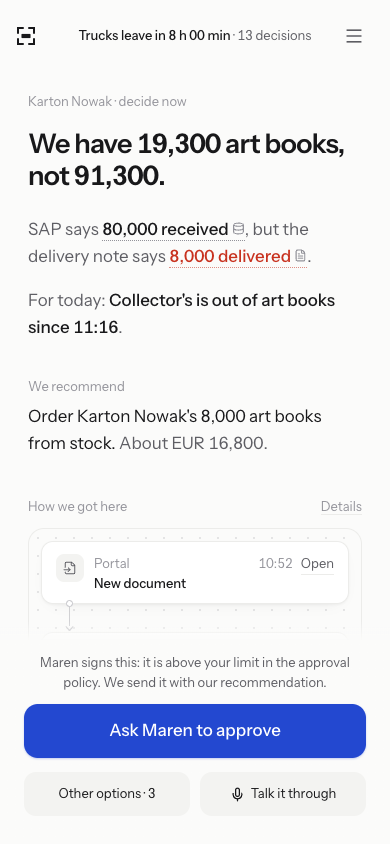 Trucks leave in 8 h 00 min · 13 decisions
Karton Nowak · decide now
We have 19,300 art books,
not 91,300.
SAP says 80,000 received , but the
delivery note says 8,000 delivered .
For today: Collector's is out of art books
since 11:16.
We recommend
Order Karton Nowak's 8,000 art books
from stock. About EUR 16,800.
How we got here Details
Portal 10:52 Open
New document
Maren signs this: it is above your limit in the approval
policy. We send it with our recommendation.
Ask Maren to approve
Other options · 3 Talk it through